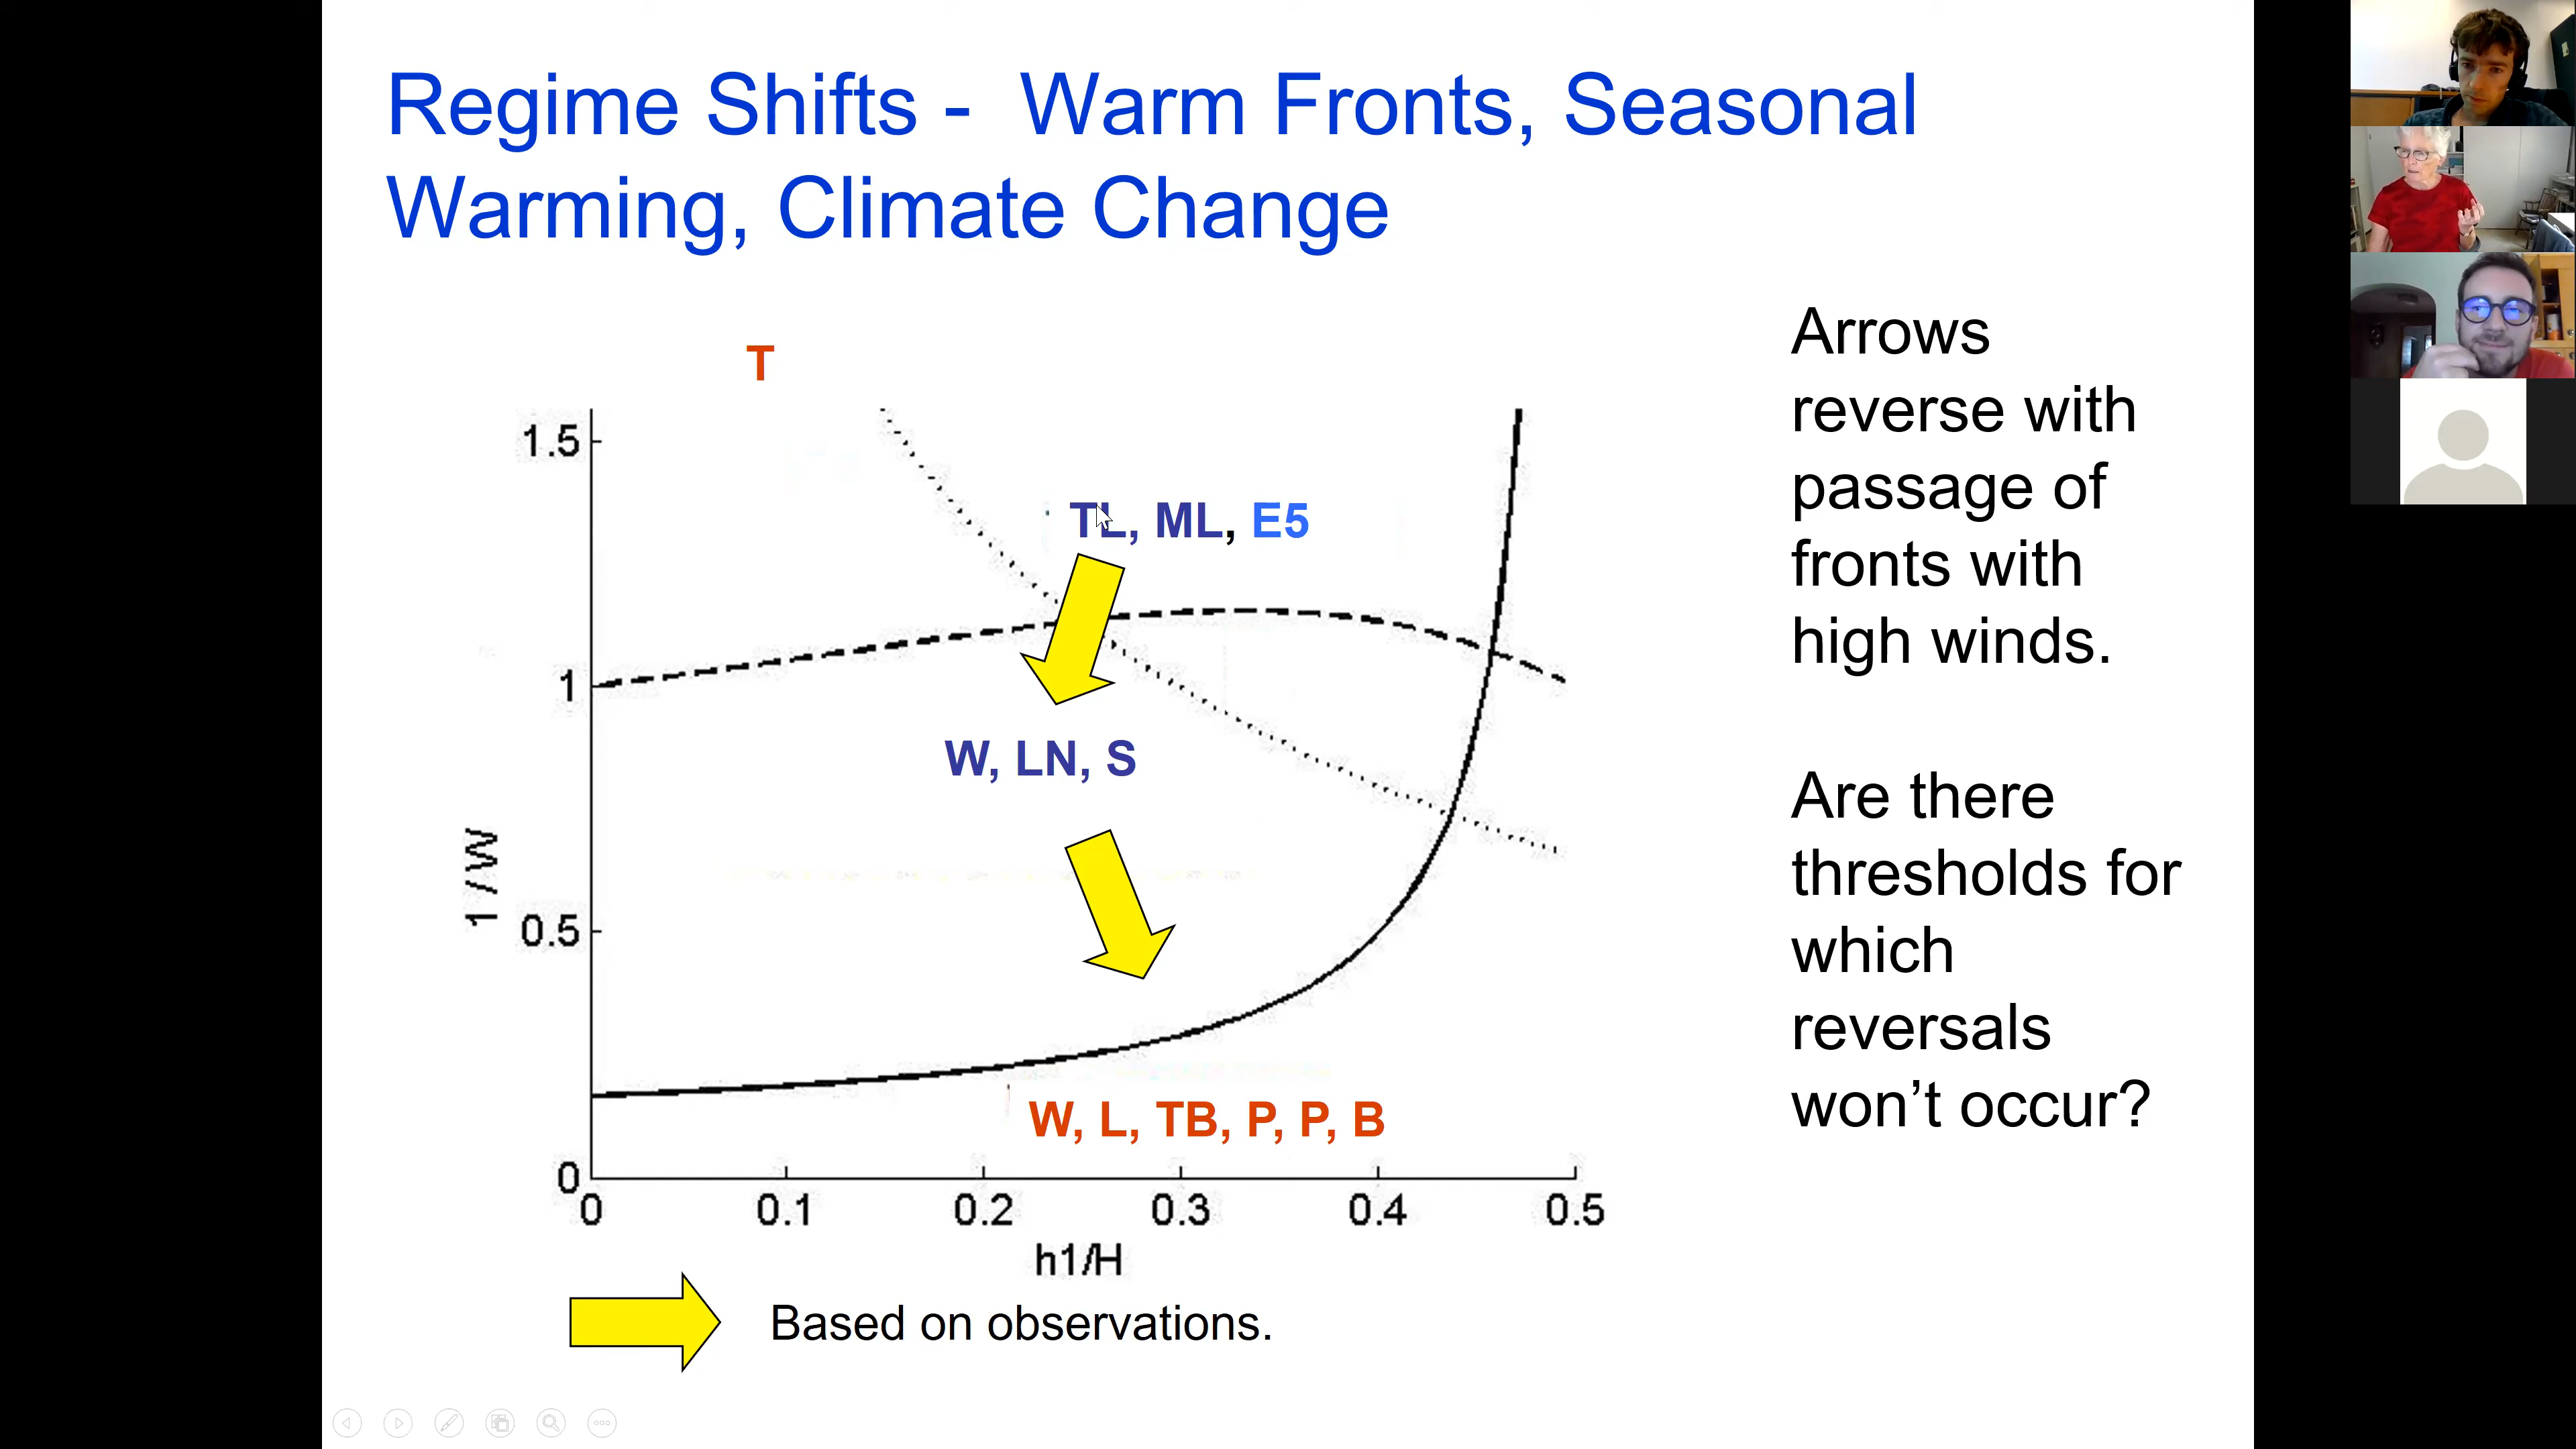 Regime Shifts - Warm Fronts, Seasonal
Warming, Climate Change
T
1.5
1
0.5
0
1 / W
TL, ML, E5
W, LN, S
W, L, TB, P, P, B
0 0.1 0.2 0.3 0.4 0.5
h1/H
Based on observations.
Arrows
reverse with
passage of
fronts with
high winds.
Are there
thresholds for
which
reversals
won’t occur?